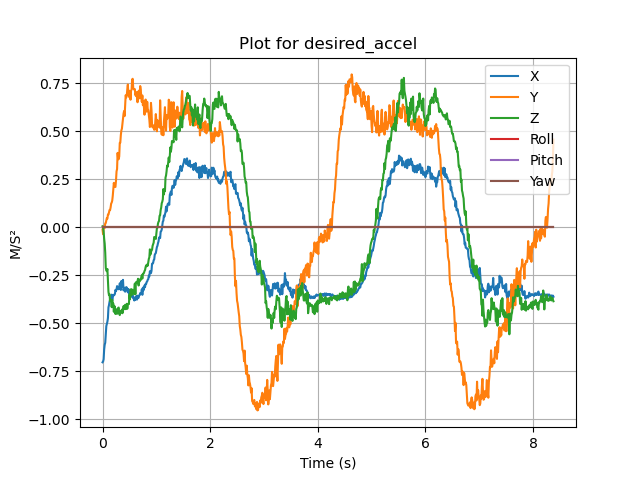 Plot for desired_accel
M/S²
0.75
0.50
0.25
0.00
−0.25
−0.50
−0.75
−1.00
0
2
4
6
8
Time (s)
X
Y
Z
Roll
Pitch
Yaw